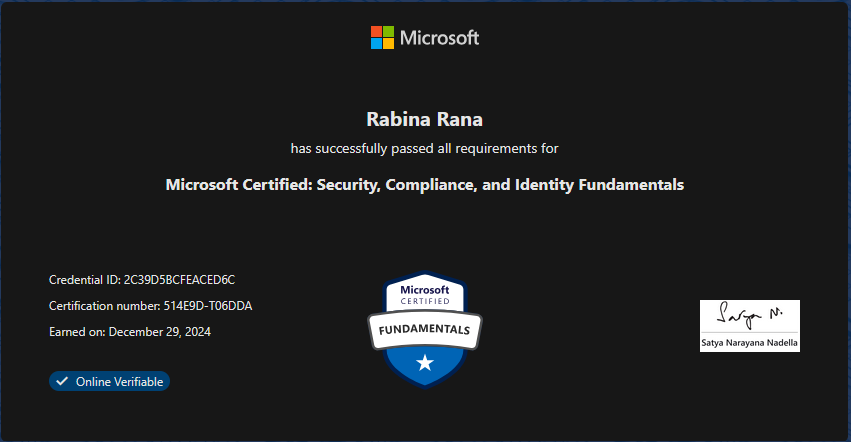 Microsoft
Rabina Rana
has successfully passed all requirements for
Microsoft Certified: Security, Compliance, and Identity Fundamentals
Credential ID: 2C39D5BCFEACED6C
Certification number: 514E9D-T06DDA
Earned on: December 29, 2024
Online Verifiable
Microsoft
CERTIFIED
FUNDAMENTALS
Satya N.
Satya Narayana Nadella